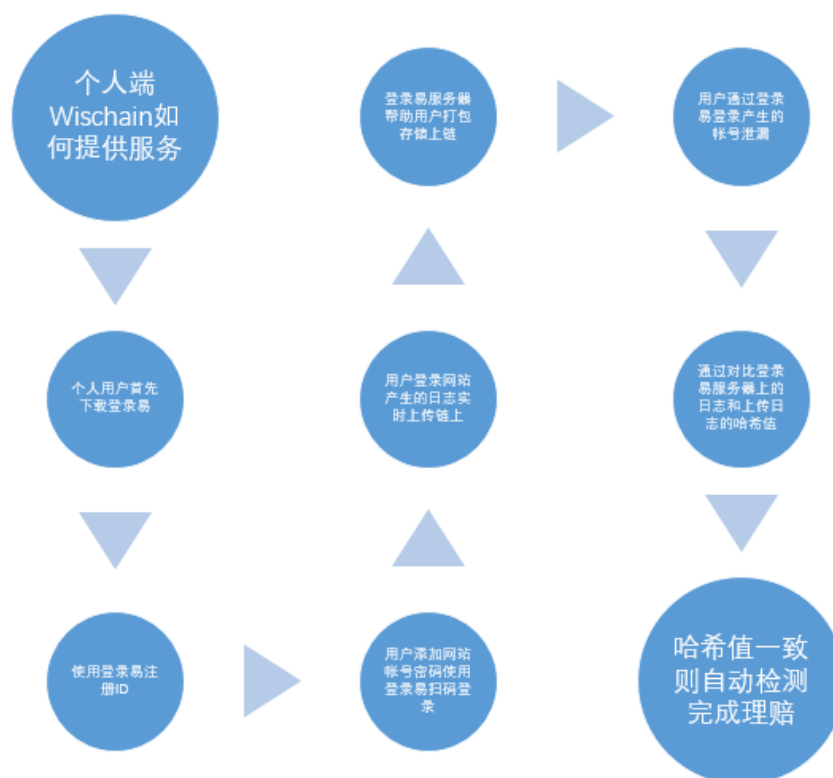 个人端
Wischain如
何提供服务
个人用户首先
下载登录易
使用登录易注
册ID
用户添加网站
帐号密码使用
登录易扫码登
录
用户登录网站
产生的日志实
时上传链上
登录易服务器
帮助用户打包
存储上链
用户通过登录
易登录产生的
帐号泄漏
通过对比登录
易服务器上的
日志和上传日
志的哈希值
哈希值一致
则自动检测
完成理赔